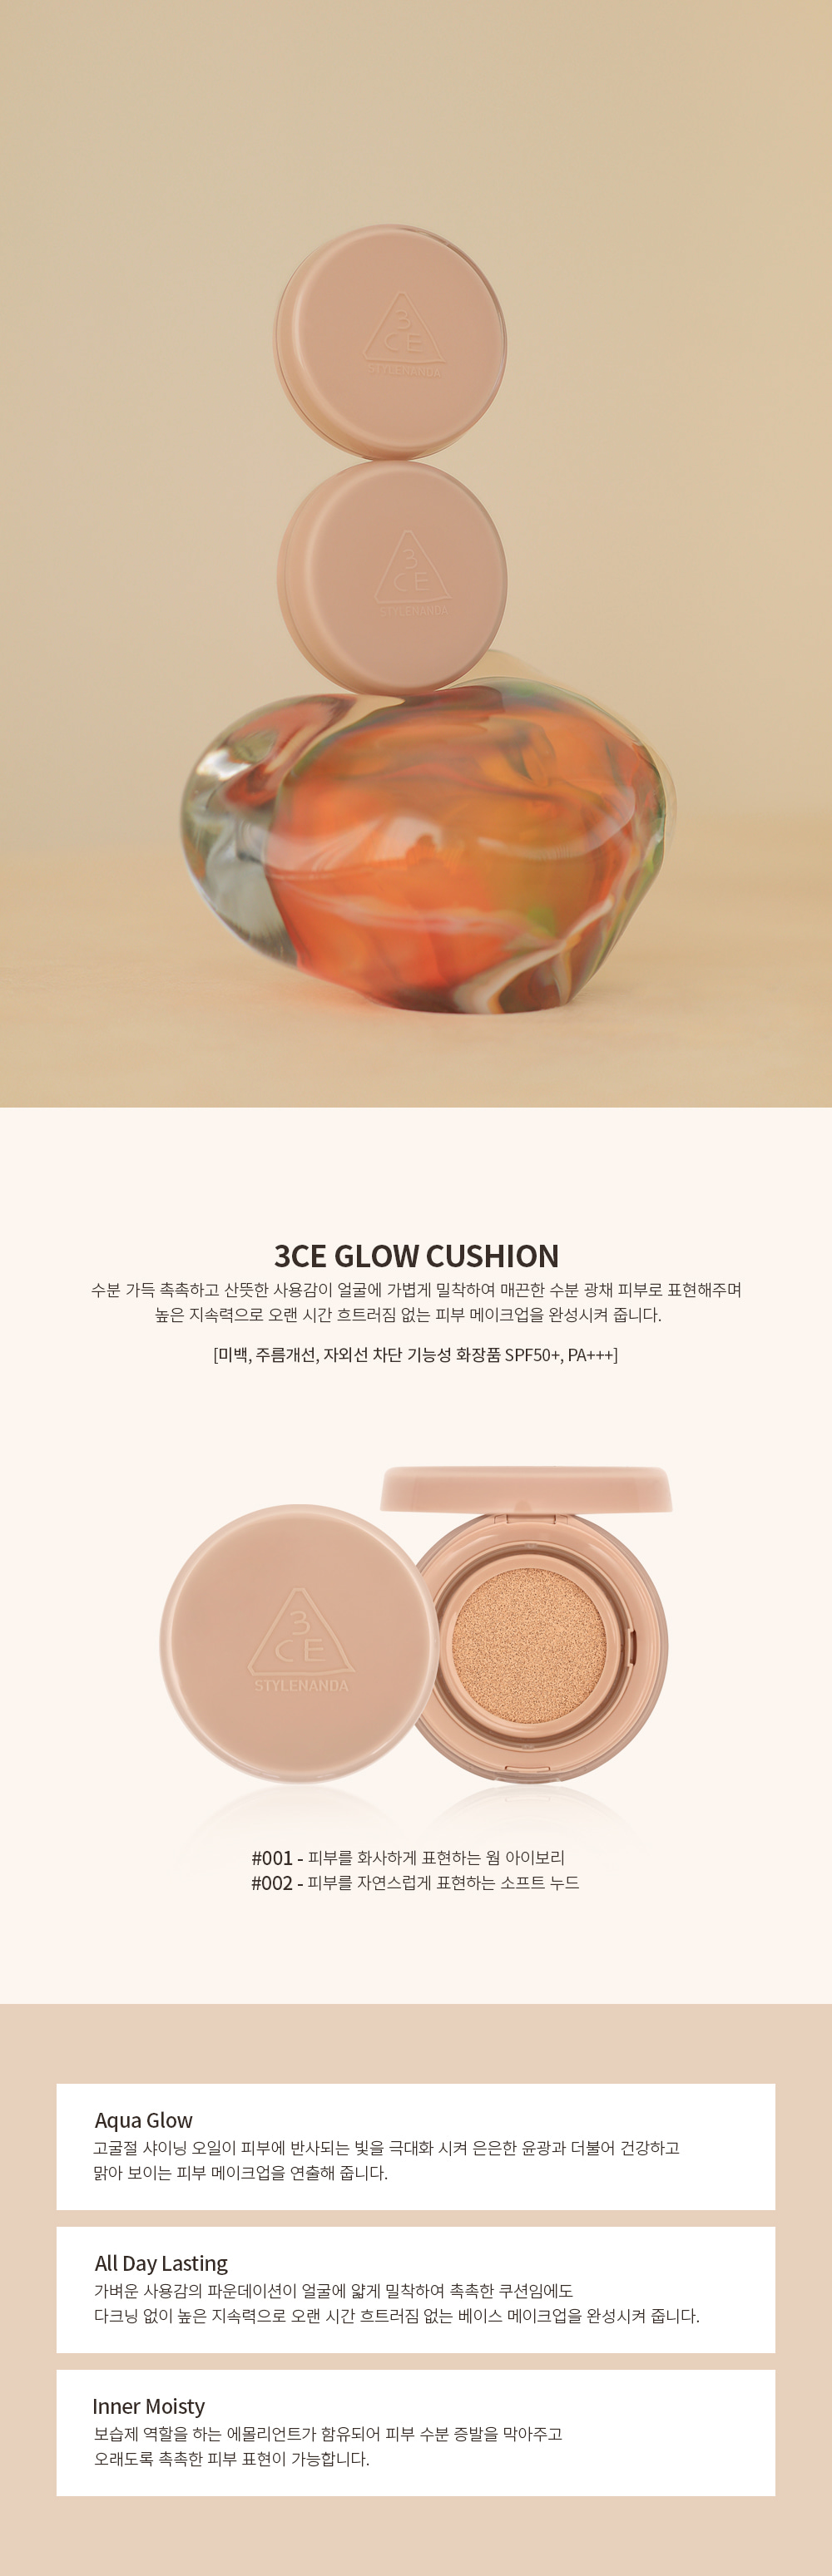 3
CE
STYLENANDA
3
CE
STYLENANDA
3CE GLOW CUSHION
수분 가득 촉촉하고 산뜻한 사용감이 얼굴에 가볍게 밀착하여 매끈한 수분 광채 피부로 표현해주며
높은 지속력으로 오랜 시간 흐트러짐 없는 피부 메이크업을 완성시켜 줍니다.
[미백, 주름개선, 자외선 차단 기능성 화장품 SPF50+, PA+++]
3
CE
STYLENANDA
#001 - 피부를 화사하게 표현하는 웜 아이보리
#002 - 피부를 자연스럽게 표현하는 소프트 누드
Aqua Glow
고굴절 샤이닝 오일이 피부에 반사되는 빛을 극대화 시켜 은은한 윤광과 더불어 건강하고
맑아 보이는 피부 메이크업을 연출해 줍니다.
All Day Lasting
가벼운 사용감의 파운데이션이 얼굴에 얇게 밀착하여 촉촉한 쿠션임에도
다크닝 없이 높은 지속력으로 오랜 시간 흐트러짐 없는 베이스 메이크업을 완성시켜 줍니다.
Inner Moisty
보습제 역할을 하는 에몰리언트가 함유되어 피부 수분 증발을 막아주고
오래도록 촉촉한 피부 표현이 가능합니다.